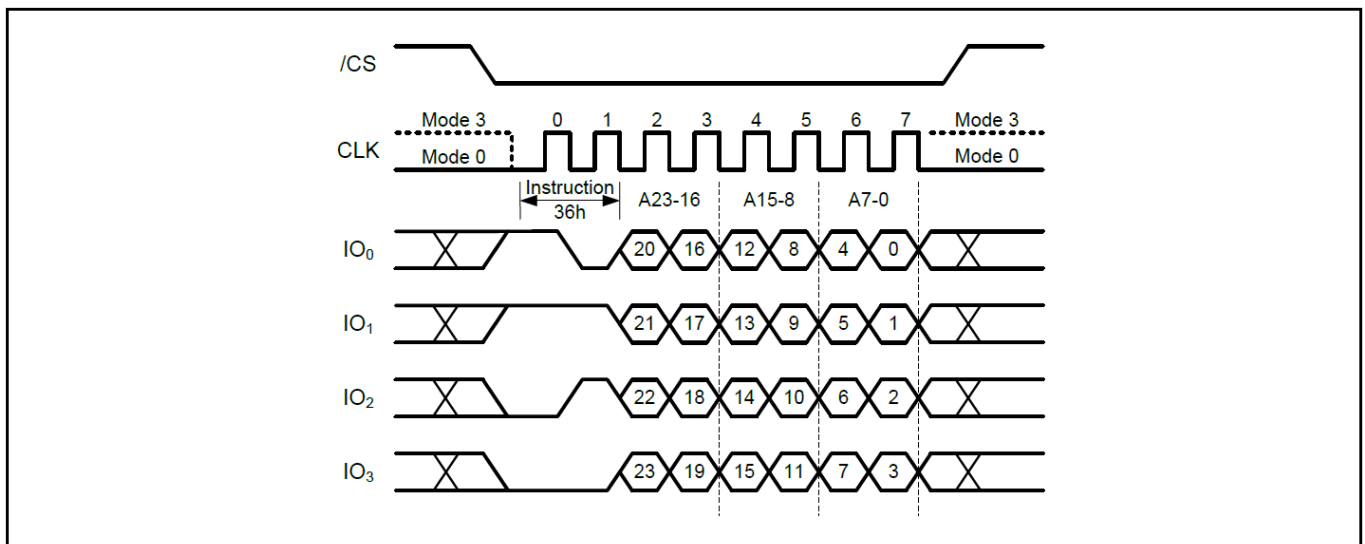 /CS
Mode 3 0 1 2 3 4 5 6 7 Mode 3
CLK
Mode 0 Mode 0
Instruction
36h
A23-16 A15-8 A7-0
IO0 20 16 12 8 4 0
IO1 21 17 13 9 5 1
IO2 22 18 14 10 6 2
IO3 23 19 15 11 7 3